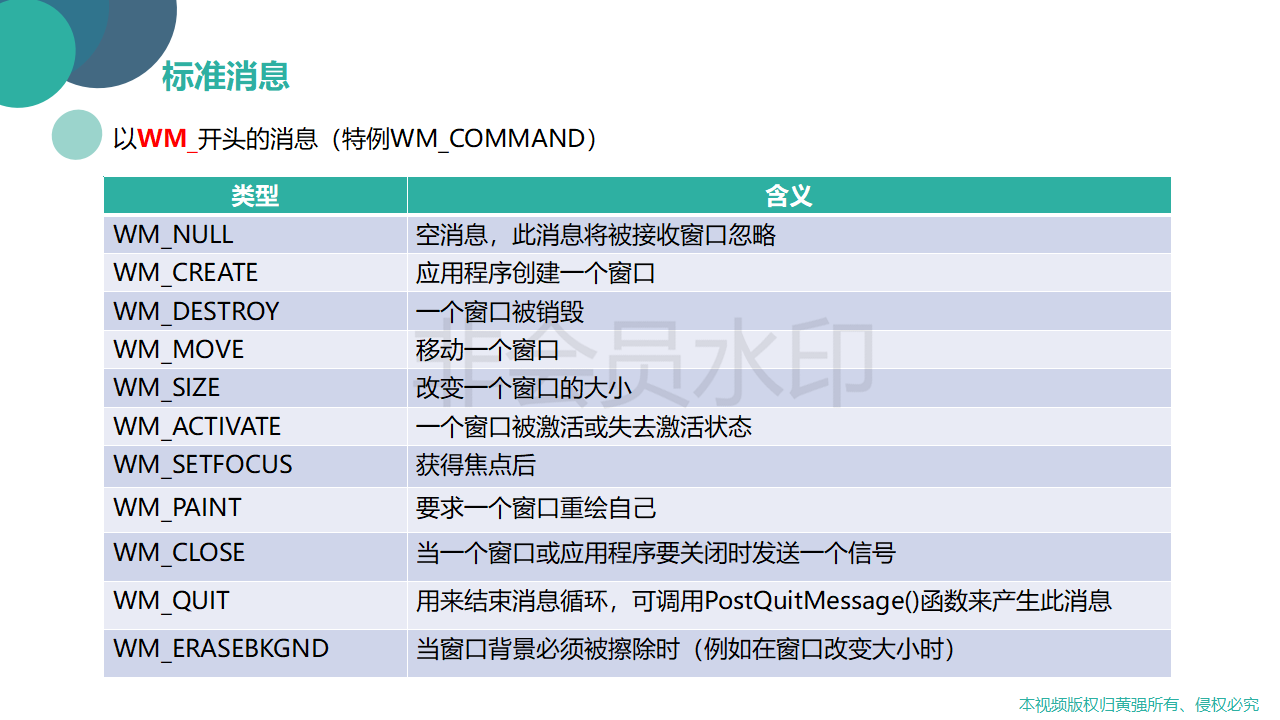 标准消息
以WM_开头的消息（特例WM_COMMAND）
类型 含义
WM_NULL 空消息，此消息将被接收窗口忽略
WM_CREATE 应用程序创建一个窗口
WM_DESTROY 一个窗口被销毁
WM_MOVE 移动一个窗口
WM_SIZE 改变一个窗口的大小
WM_ACTIVATE 一个窗口被激活或失去激活状态
WM_SETFOCUS 获得焦点后
WM_PAINT 要求一个窗口重绘自己
WM_CLOSE 当一个窗口或应用程序要关闭时发送一个信号
WM_QUIT 用来结束消息循环，可调用PostQuitMessage()函数来产生此消息
WM_ERASEBKGND 当窗口背景必须被擦除时（例如在窗口改变大小时）
非会员水印
本视频版权归黄强所有、侵权必究